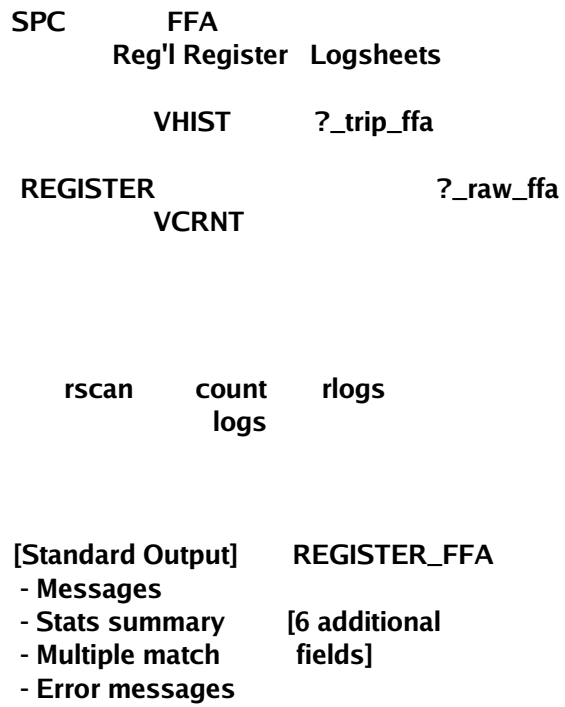 SPC FFA
Reg'l Register Logsheets
VHIST ?_trip_ffa
REGISTER ?_raw_ffa
VCRNT
rscan count rlogs
logs
[Standard Output] REGISTER_FFA
- Messages
- Stats summary [6 additional
- Multiple match fields]
- Error messages